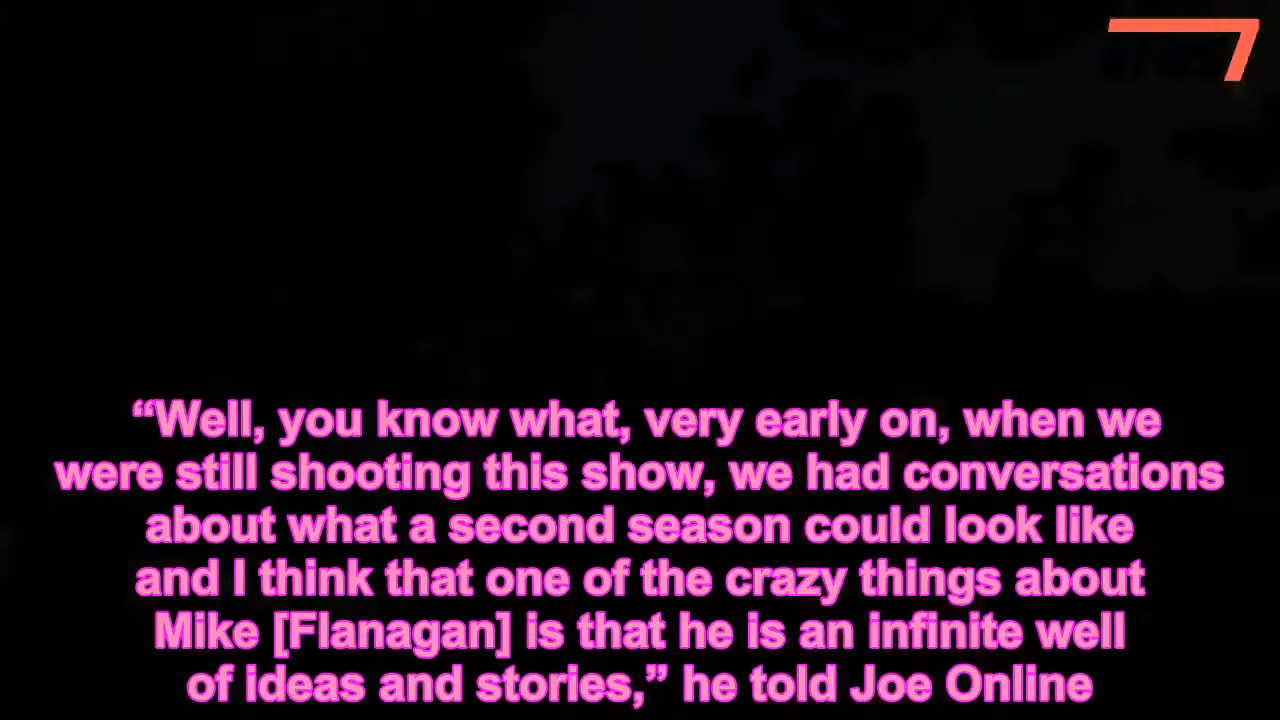 “Well, you know what, very early on, when we
were still shooting this show, we had conversations
about what a second season could look like
and I think that one of the crazy things about
Mike [Flanagan] is that he is an infinite well
of ideas and stories,” he told Joe Online